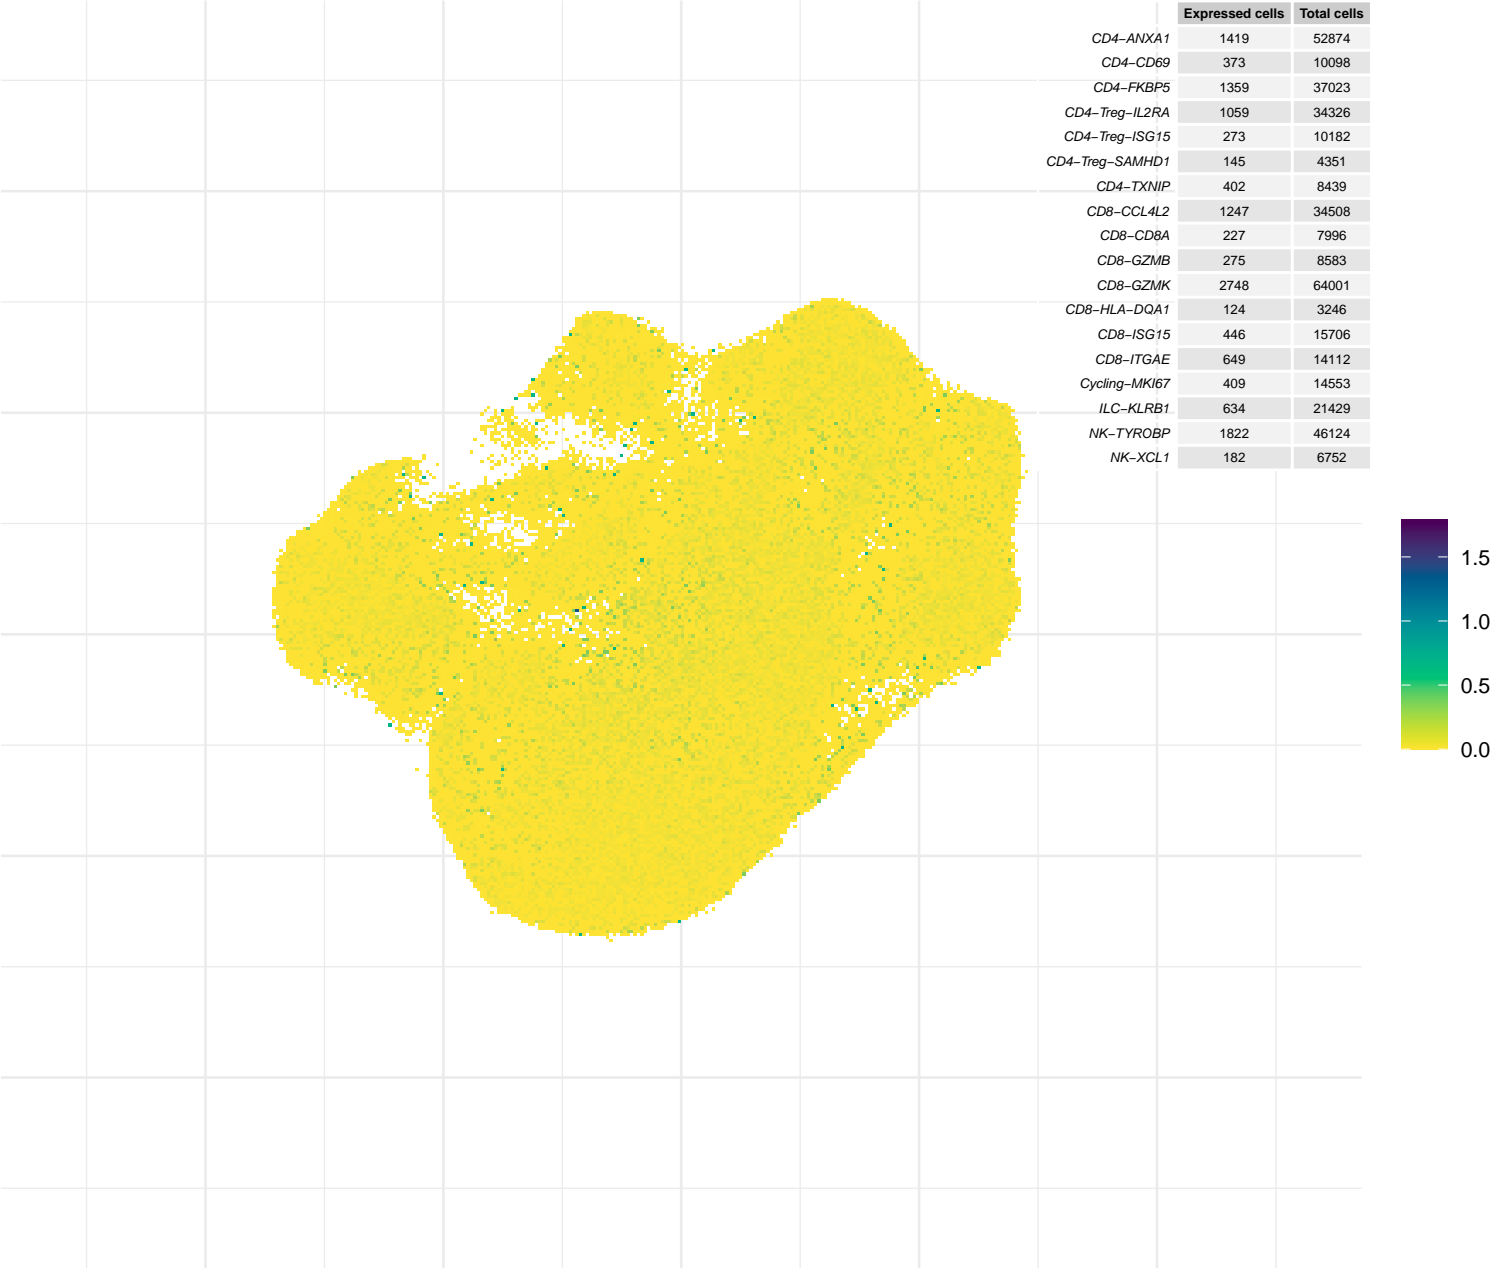 Expressed cells Total cells
CD4−ANXA1 1419 52874
CD4−CD69 373 10098
CD4−FKBP5 1359 37023
CD4−Treg−IL2RA 1059 34326
CD4−Treg−ISG15 273 10182
CD4−Treg−SAMHD1 145 4351
CD4−TXNIP 402 8439
CD8−CCL4L2 1247 34508
CD8−CD8A 227 7996
CD8−GZMB 275 8583
CD8−GZMK 2748 64001
CD8−HLA−DQA1 124 3246
CD8−ISG15 446 15706
CD8−ITGAE 649 14112
Cycling−MKI67 409 14553
ILC−KLRB1 634 21429
NK−TYROBP 1822 46124
NK−XCL1 182 6752
1.5
1.0
0.5
0.0